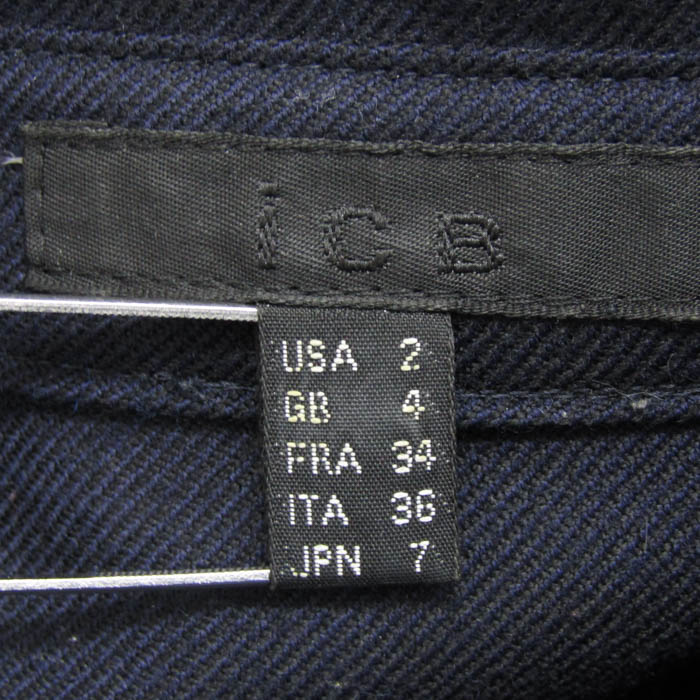 iCB
USA 2
GB 4
FRA 34
ITA 36
JPN 7